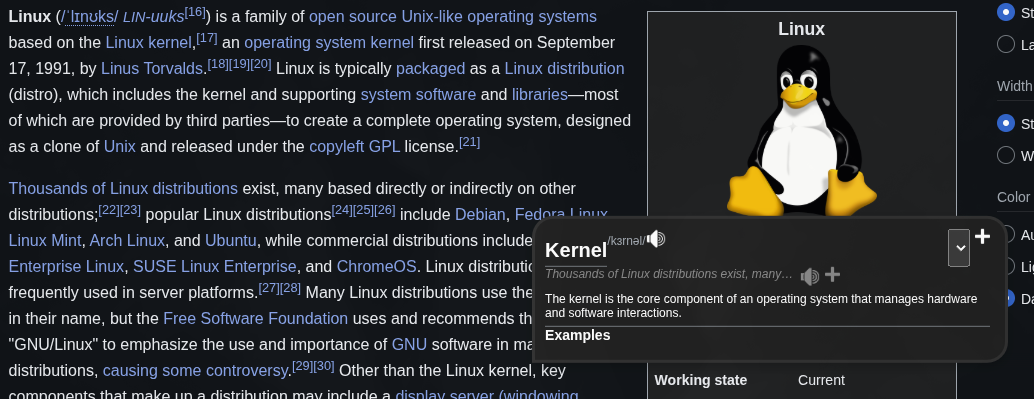 Linux (/ˈlɪnʊks/ LIN-uuks[16]) is a family of open source Unix-like operating systems
based on the Linux kernel,[17] an operating system kernel first released on September
17, 1991, by Linus Torvalds.[18][19][20] Linux is typically packaged as a Linux distribution
(distro), which includes the kernel and supporting system software and libraries—most
of which are provided by third parties—to create a complete operating system, designed
as a clone of Unix and released under the copyleft GPL license.[21]
Thousands of Linux distributions exist, many based directly or indirectly on other
distributions;[22][23] popular Linux distributions[24][25][26] include Debian, Fedora Linux,
Linux Mint, Arch Linux, and Ubuntu, while commercial distributions include
Enterprise Linux, SUSE Linux Enterprise, and ChromeOS. Linux distributio
frequently used in server platforms.[27][28] Many Linux distributions use the
in their name, but the Free Software Foundation uses and recommends th
"GNU/Linux" to emphasize the use and importance of GNU software in ma
distributions, causing some controversy.[29][30] Other than the Linux kernel, key
components that make up a distribution may include a display server (windowing
Linux
Kernel /kɜrnəl/
Thousands of Linux distributions exist, many…
The kernel is the core component of an operating system that manages hardware
and software interactions.
Examples
Working state Current
St
La
Width
St
W
Color
Au
Lig
Da